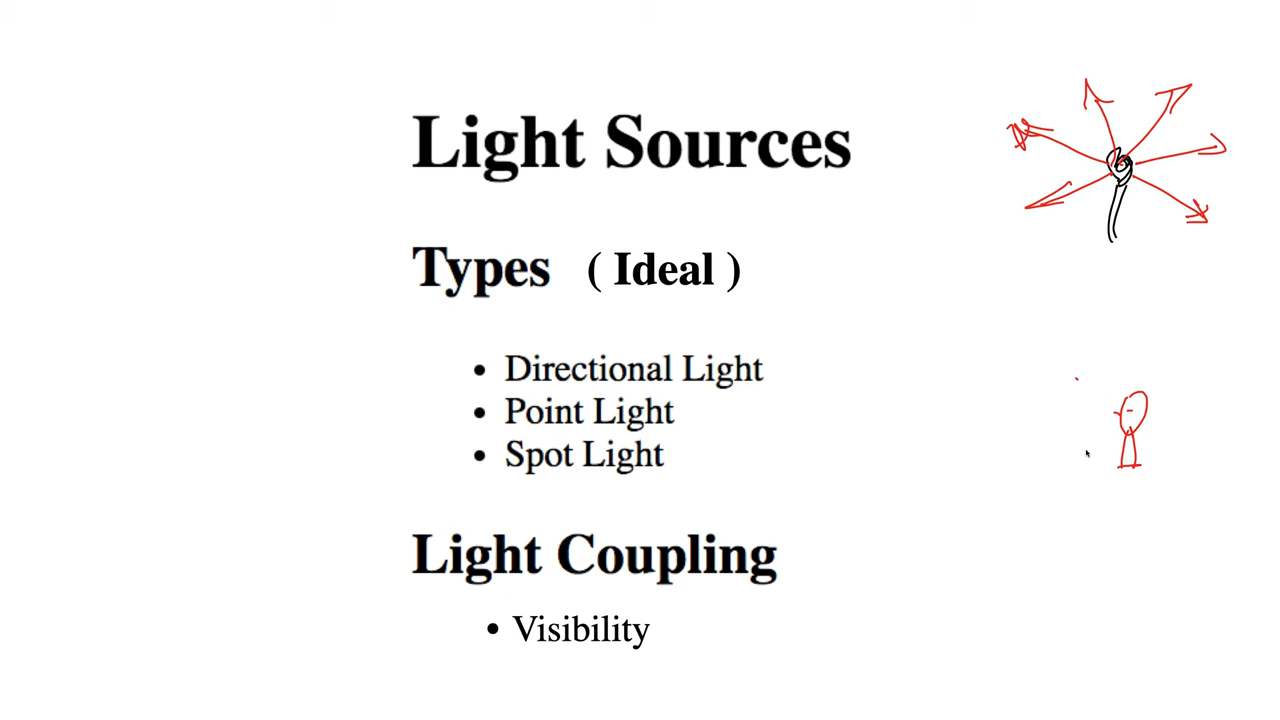 Light Sources
Types ( Ideal )
• Directional Light
• Point Light
• Spot Light
Light Coupling
• Visibility